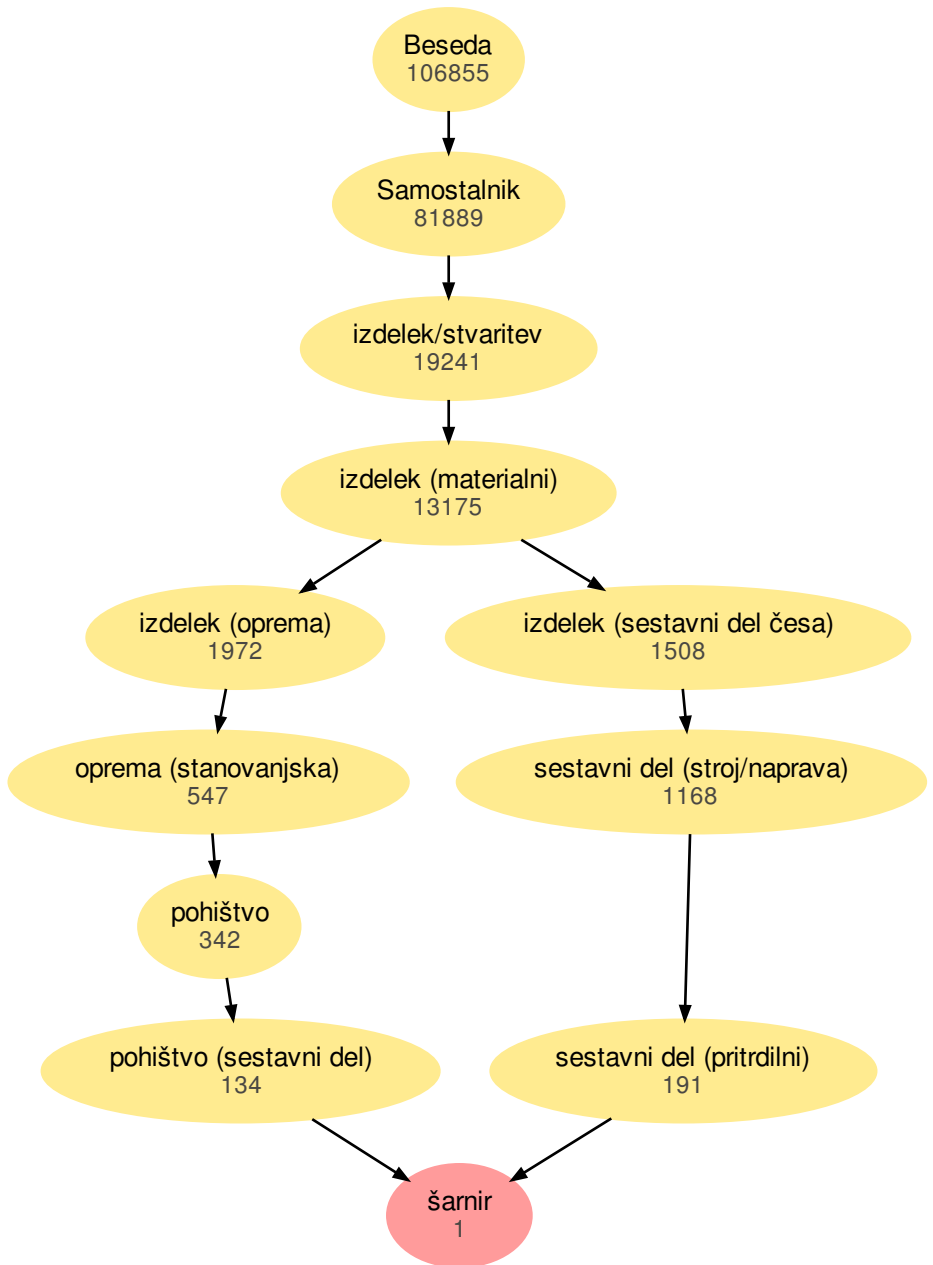 Beseda
106855
Samostalnik
81889
izdelek/stvaritev
19241
izdelek (materialni)
13175
izdelek (oprema)
1972
izdelek (sestavni del česa)
1508
oprema (stanovanjska)
547
sestavni del (stroj/naprava)
1168
pohištvo
342
pohištvo (sestavni del)
134
sestavni del (pritrdilni)
191
šarnir
1